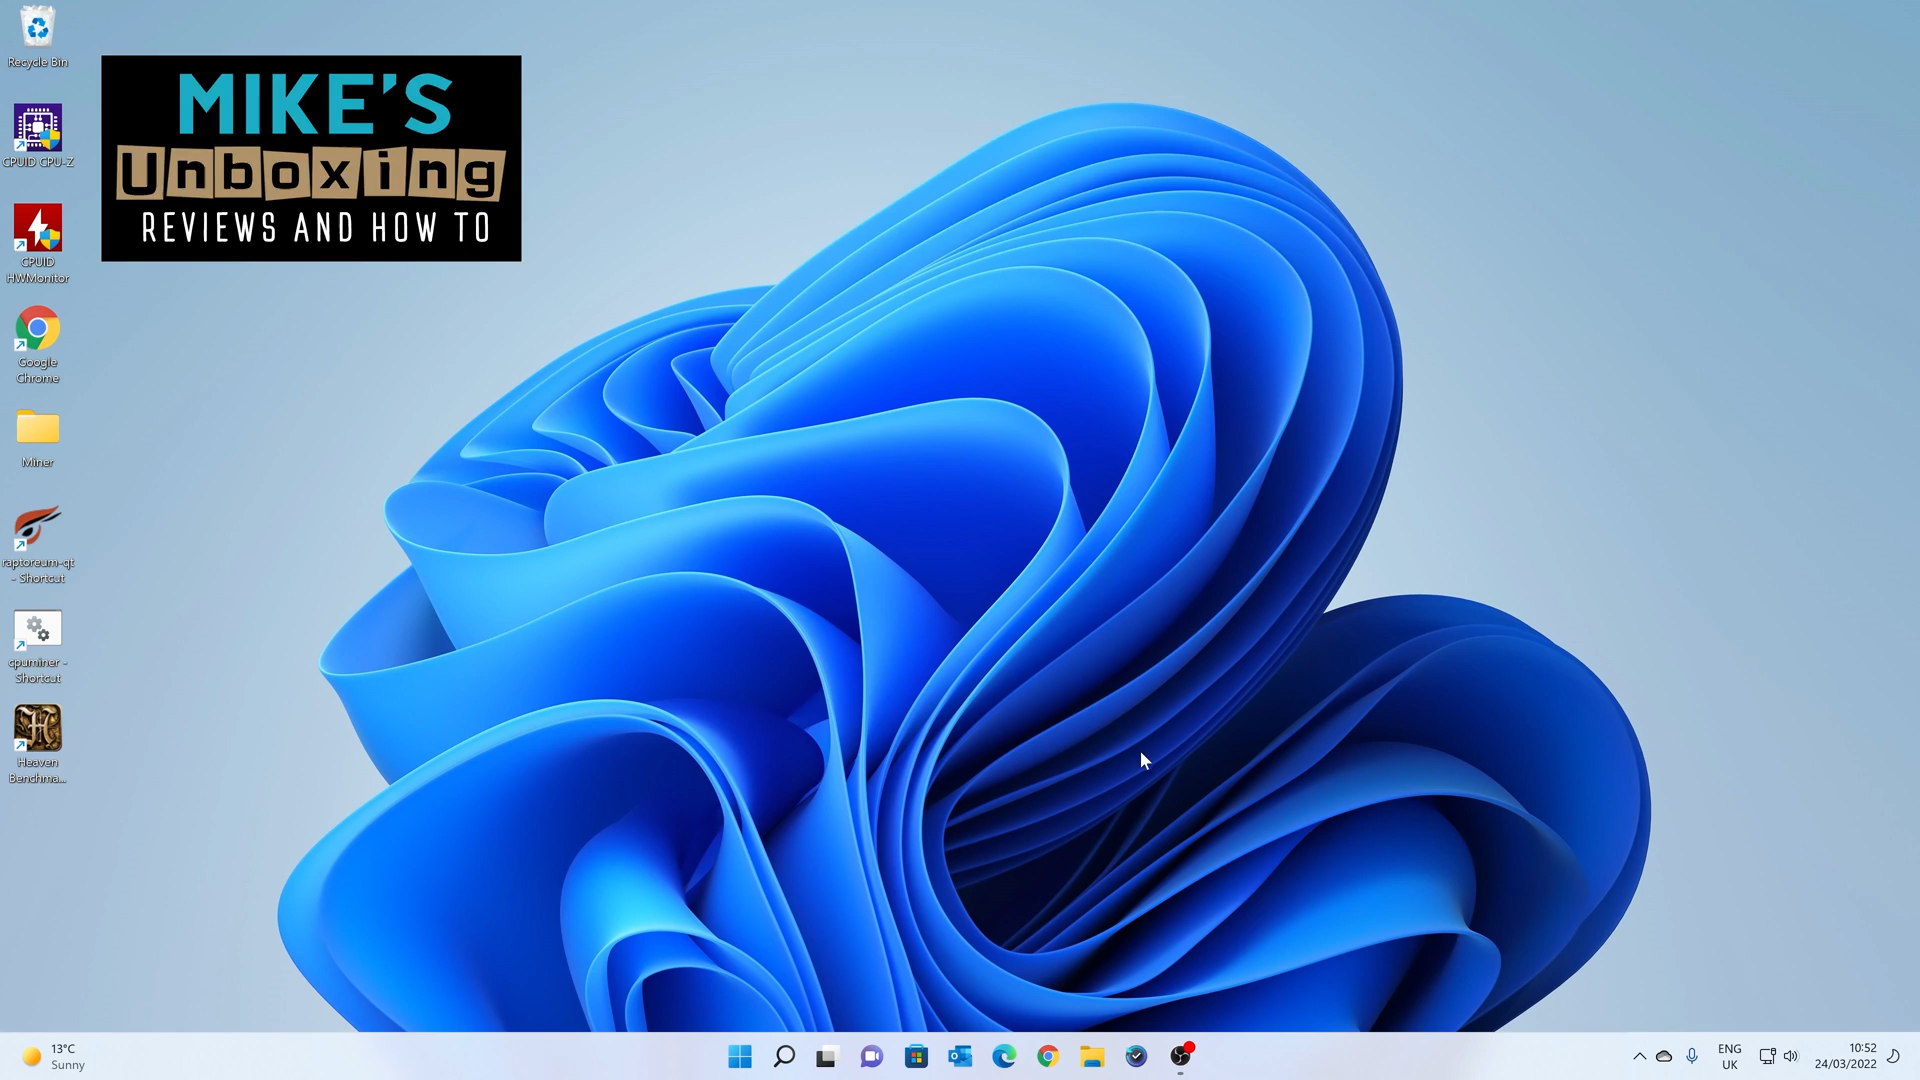 Recycle Bin
MIKE'S
Unboxing
REVIEWS AND HOW TO
CPUID CPU-Z
CPUID
HWMonitor
Google
Chrome
Miner
raptoreum-qt
- Shortcut
cpuminer -
Shortcut
Heaven
Benchma...
13°C
Sunny
ENG
UK
10:52
24/03/2022